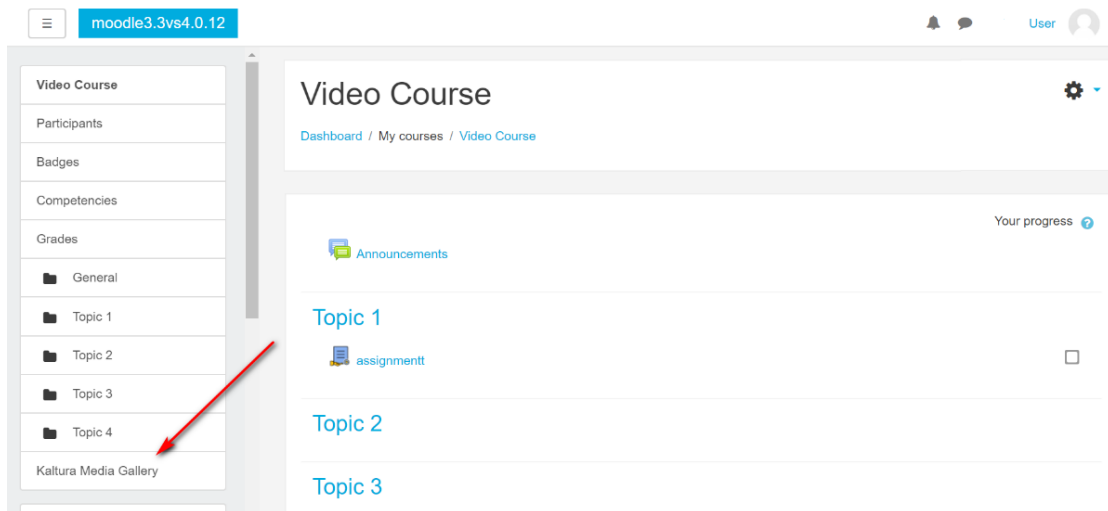 moodle3.3vs4.0.12
User
Video Course
Participants
Badges
Competencies
Grades
General
Topic 1
Topic 2
Topic 3
Topic 4
Kaltura Media Gallery
Video Course
Dashboard / My courses / Video Course
Your progress
Announcements
Topic 1
assignmentt
Topic 2
Topic 3